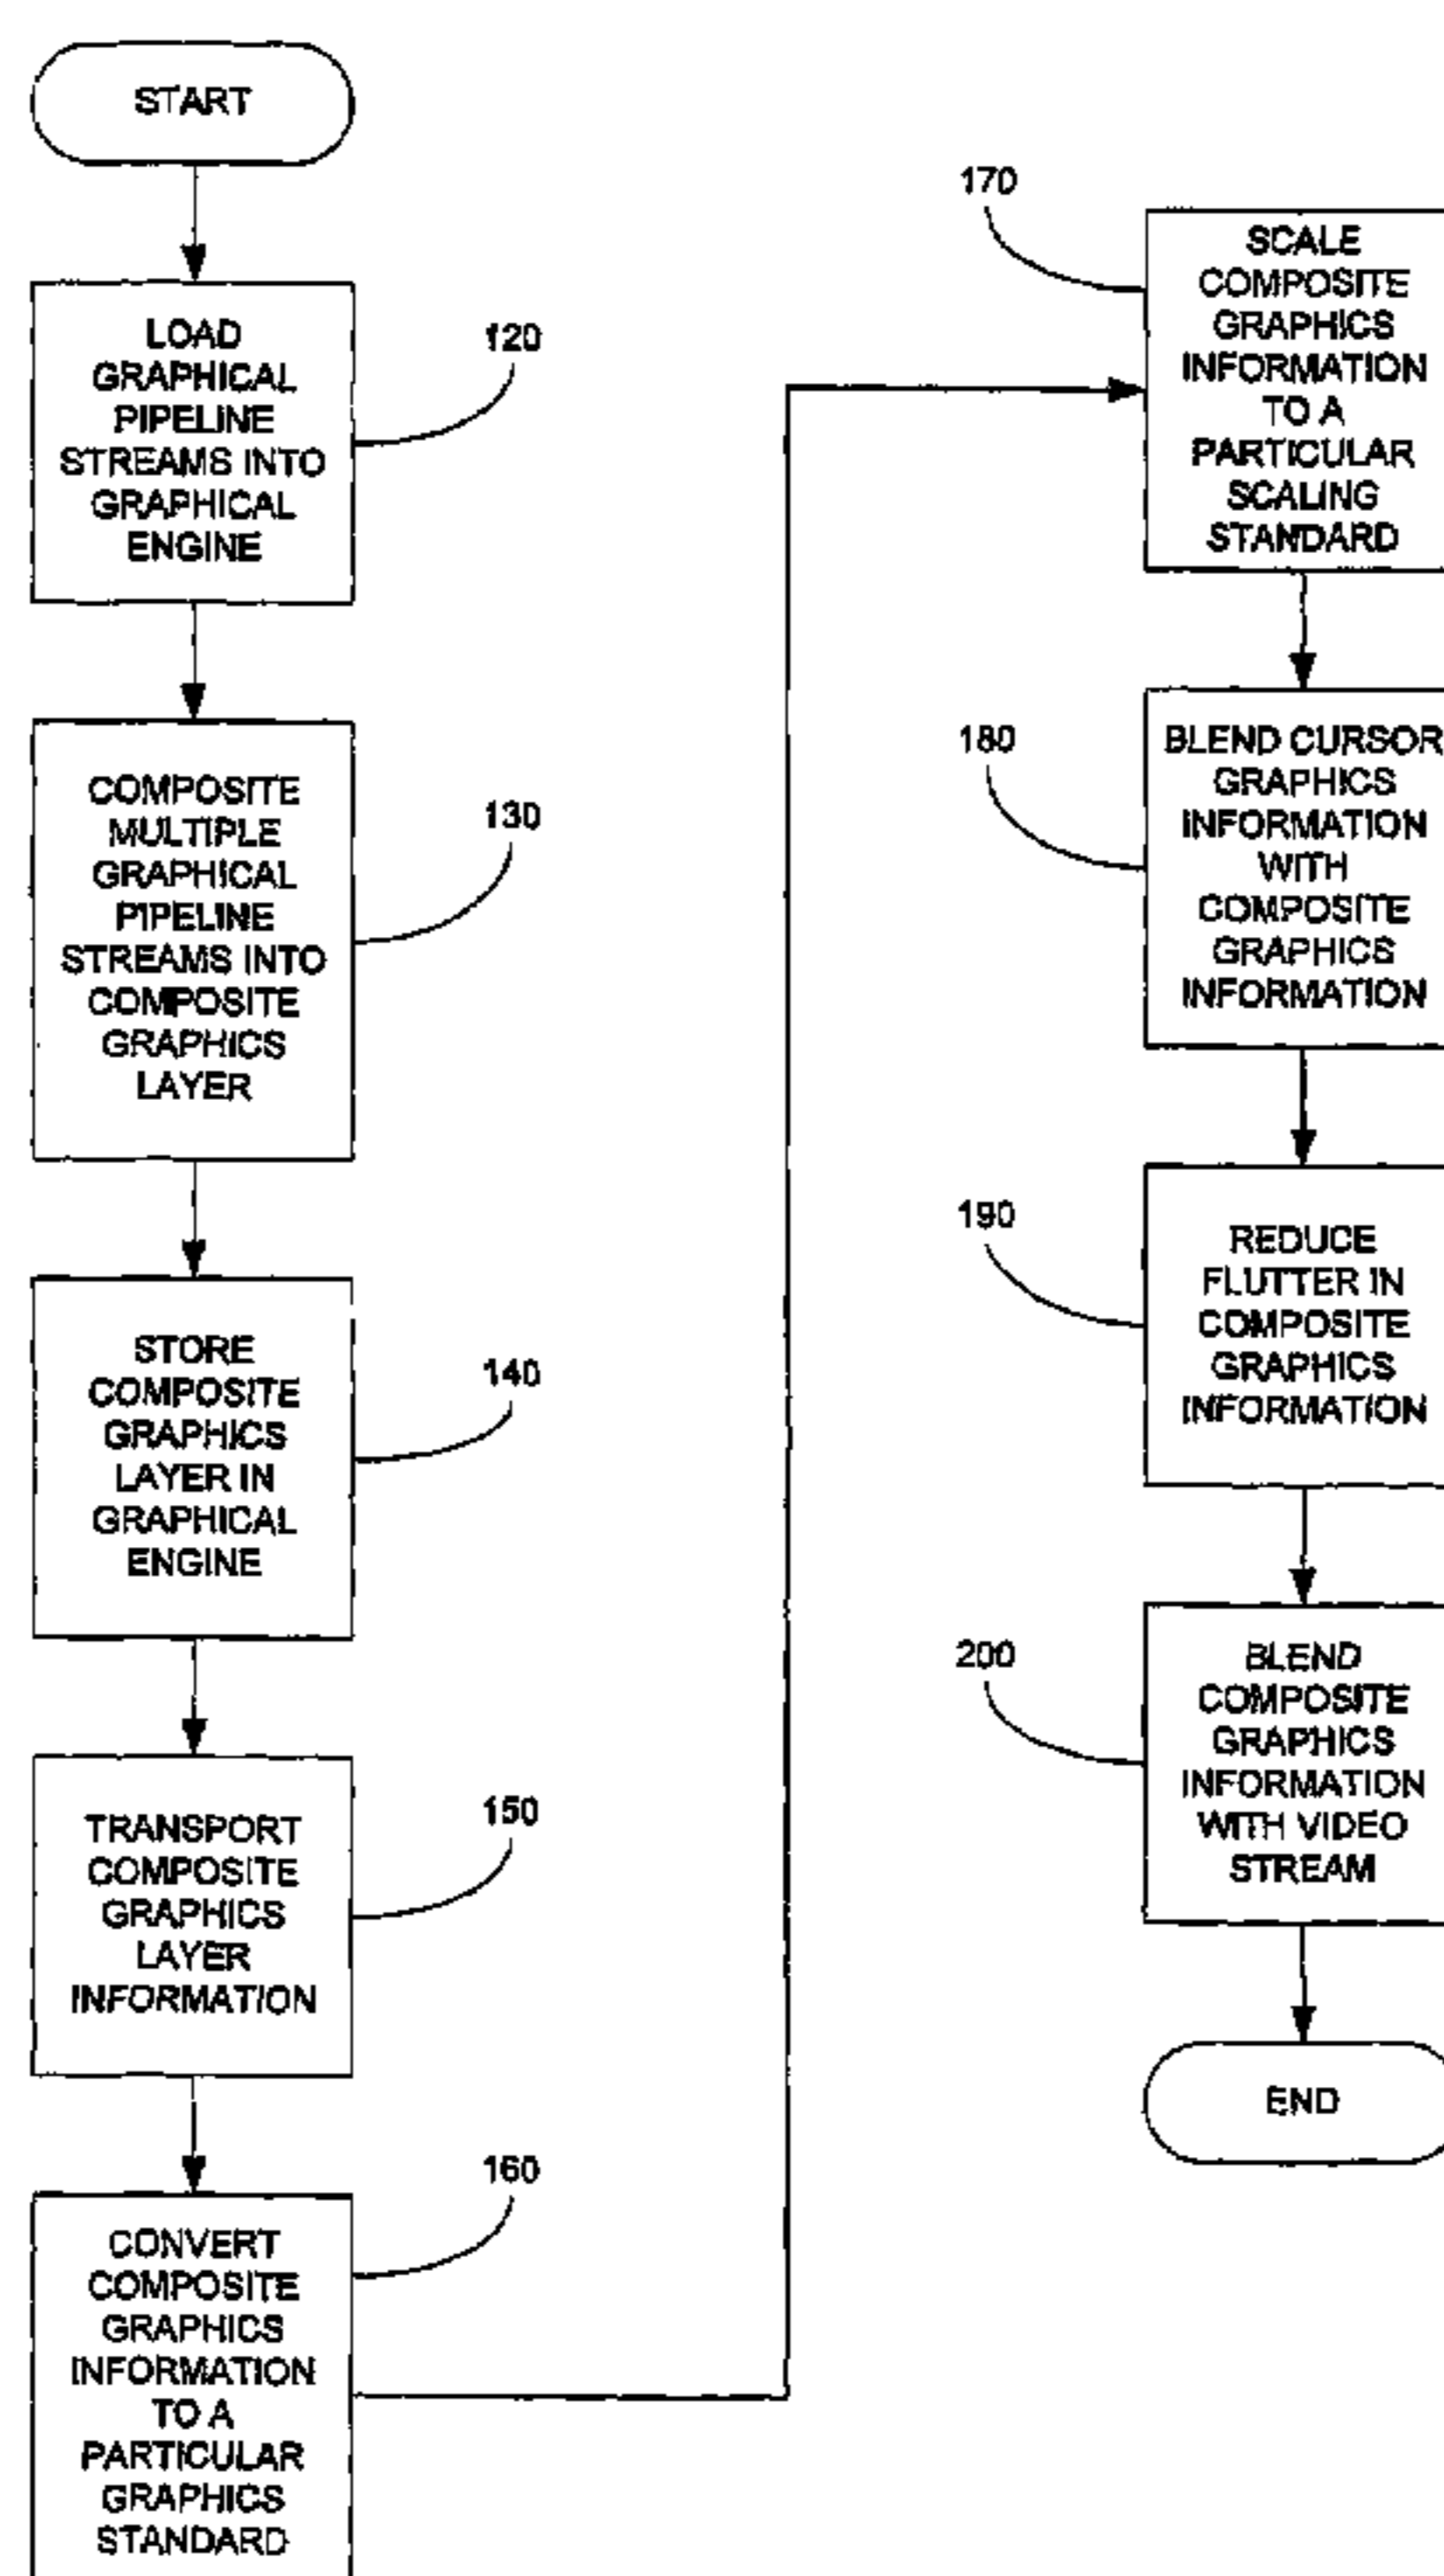 START
LOAD
GRAPHICAL
PIPELINE
STREAMS INTO
GRAPHICAL
ENGINE
120
COMPOSITE
MULTIPLE
GRAPHICAL
PIPELINE
STREAMS INTO
COMPOSITE
GRAPHICS
LAYER
130
STORE
COMPOSITE
GRAPHICS
LAYER IN
GRAPHICAL
ENGINE
140
TRANSPORT
COMPOSITE
GRAPHICS
LAYER
INFORMATION
150
CONVERT
COMPOSITE
GRAPHICS
INFORMATION
TO A
PARTICULAR
GRAPHICS
STANDARD
160
170
SCALE
COMPOSITE
GRAPHICS
INFORMATION
TO A
PARTICULAR
SCALING
STANDARD
180
BLEND CURSOR
GRAPHICS
INFORMATION
WITH
COMPOSITE
GRAPHICS
INFORMATION
190
REDUCE
FLUTTER IN
COMPOSITE
GRAPHICS
INFORMATION
200
BLEND
COMPOSITE
GRAPHICS
INFORMATION
WITH VIDEO
STREAM
END